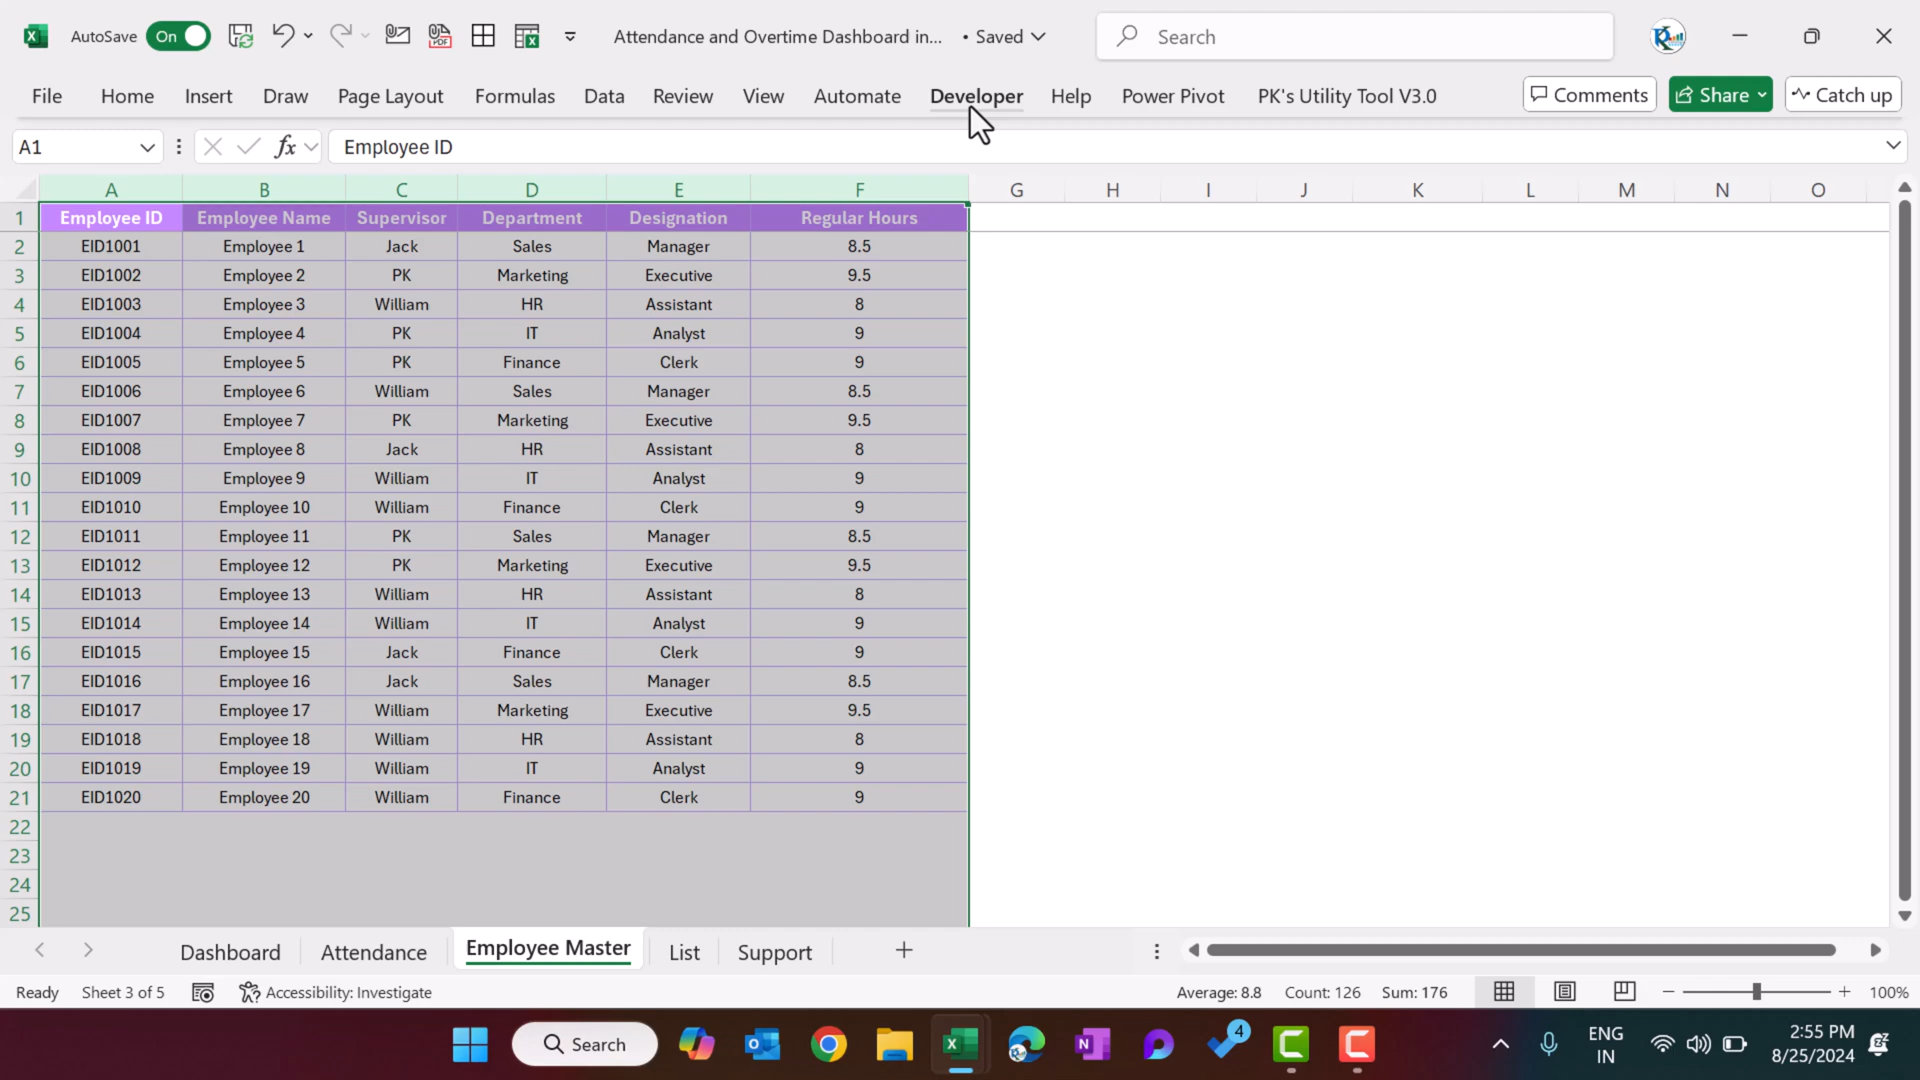 AutoSave On Attendance and Overtime Dashboard in... • Saved Search
File Home Insert Draw Page Layout Formulas Data Review View Automate Developer Help Power Pivot PK's Utility Tool V3.0 Comments Share Catch up
A1 fx Employee ID
A B C D E F G H I J K L M N O
1 Employee ID Employee Name Supervisor Department Designation Regular Hours
2 EID1001 Employee 1 Jack Sales Manager 8.5
3 EID1002 Employee 2 PK Marketing Executive 9.5
4 EID1003 Employee 3 William HR Assistant 8
5 EID1004 Employee 4 PK IT Analyst 9
6 EID1005 Employee 5 PK Finance Clerk 9
7 EID1006 Employee 6 William Sales Manager 8.5
8 EID1007 Employee 7 PK Marketing Executive 9.5
9 EID1008 Employee 8 Jack HR Assistant 8
10 EID1009 Employee 9 William IT Analyst 9
11 EID1010 Employee 10 William Finance Clerk 9
12 EID1011 Employee 11 PK Sales Manager 8.5
13 EID1012 Employee 12 PK Marketing Executive 9.5
14 EID1013 Employee 13 William HR Assistant 8
15 EID1014 Employee 14 William IT Analyst 9
16 EID1015 Employee 15 Jack Finance Clerk 9
17 EID1016 Employee 16 Jack Sales Manager 8.5
18 EID1017 Employee 17 William Marketing Executive 9.5
19 EID1018 Employee 18 William HR Assistant 8
20 EID1019 Employee 19 William IT Analyst 9
21 EID1020 Employee 20 William Finance Clerk 9
22
23
24
25
Dashboard Attendance Employee Master List Support
Ready Sheet 3 of 5 Accessibility: Investigate Average: 8.8 Count: 126 Sum: 176 100%
Search 4 ENG 2:55 PM
IN 8/25/2024